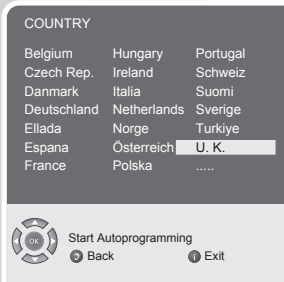 COUNTRY
Belgium Hungary Portugal
Czech Rep. Ireland Schweiz
Danmark Italia Suomi
Deutschland Netherlands Sverige
Ellada Norge Turkiye
Espana Österreich U. K.
France Polska .....
OK Start Autoprogramming
Back i Exit